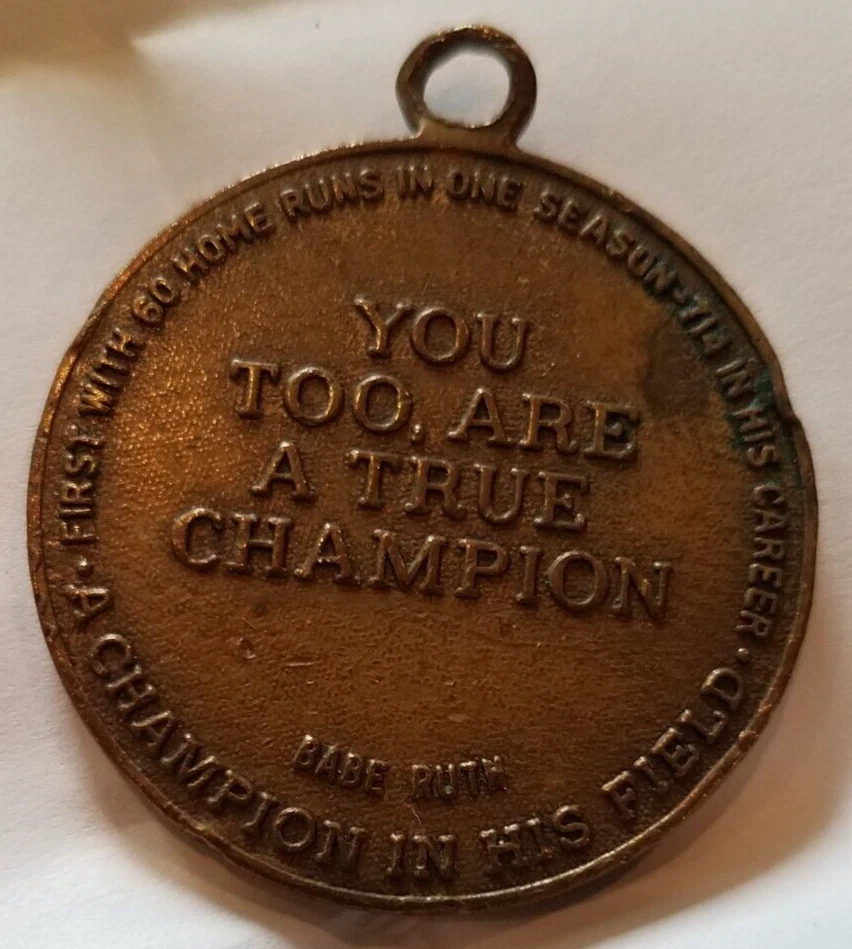 · FIRST WITH 60 HOME RUNS IN ONE SEASON-714 IN HIS CAREER ·
YOU
TOO, ARE
A TRUE
CHAMPION
BABE RUTH
A CHAMPION IN HIS FIELD